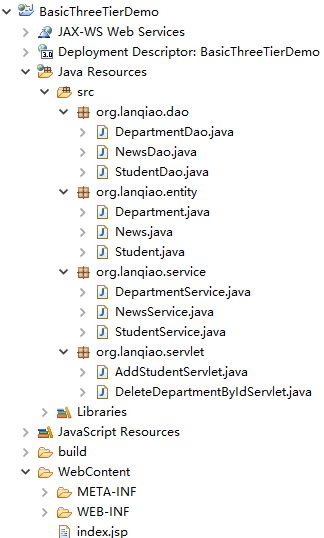 BasicThreeTierDemo
JAX-WS Web Services
3.0 Deployment Descriptor: BasicThreeTierDemo
Java Resources
src
org.lanqiao.dao
DepartmentDao.java
NewsDao.java
StudentDao.java
org.lanqiao.entity
Department.java
News.java
Student.java
org.lanqiao.service
DepartmentService.java
NewsService.java
StudentService.java
org.lanqiao.servlet
AddStudentServlet.java
DeleteDepartmentByIdServlet.java
Libraries
JavaScript Resources
build
WebContent
META-INF
WEB-INF
index.jsp